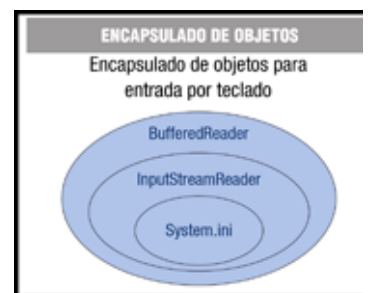 ENCAPSULADO DE OBJETOS
Encapsulado de objetos para
entrada por teclado
BufferedReader
InputStreamReader
System.ini